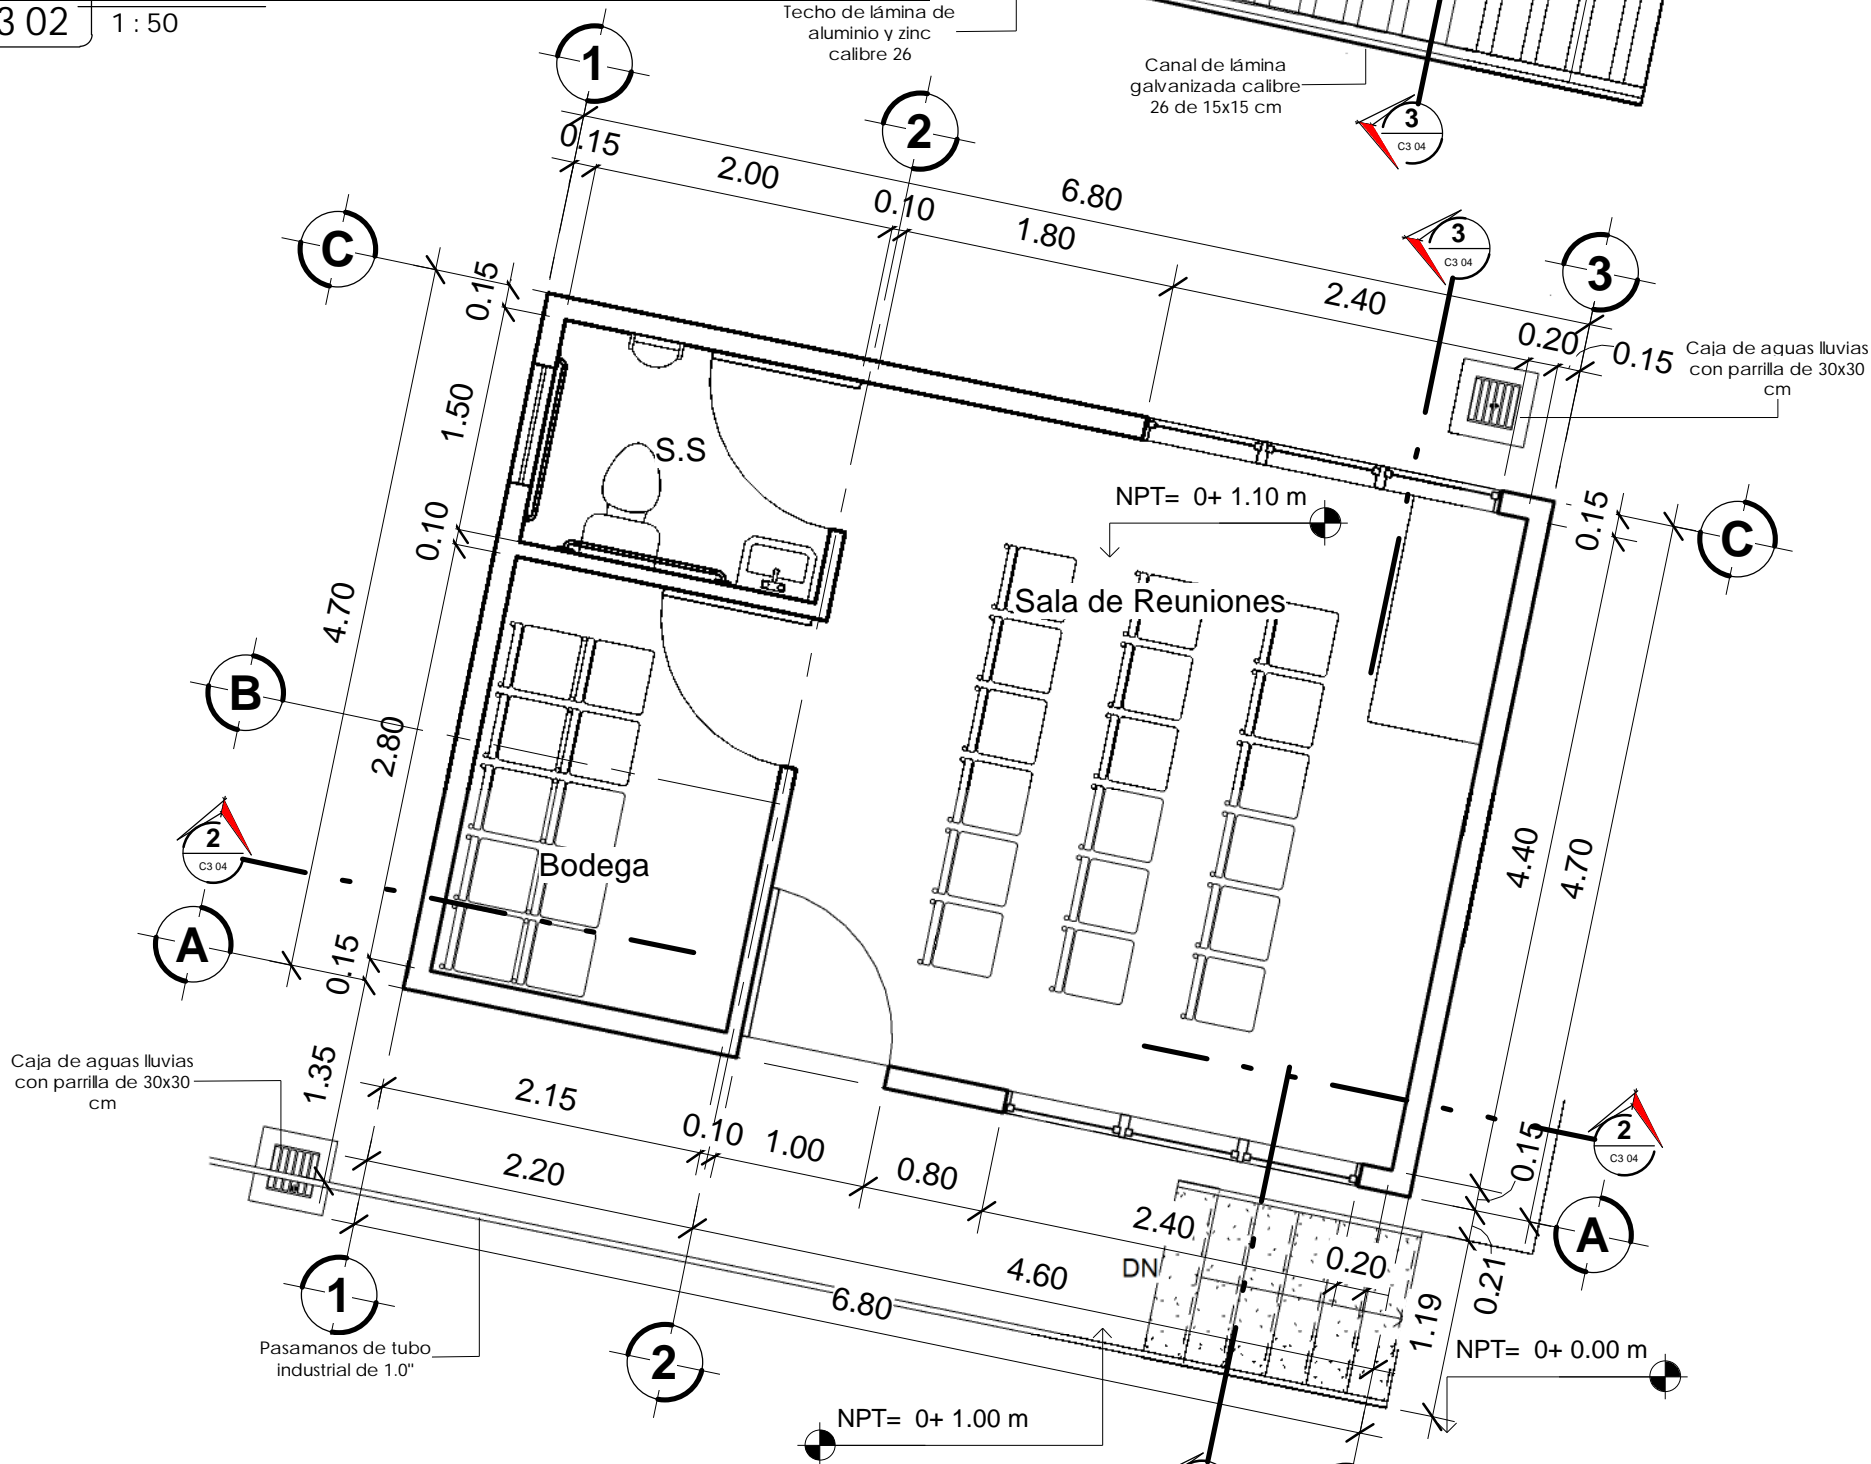 3 02
1 : 50
Techo de lámina de
aluminio y zinc
calibre 26
Canal de lámina
galvanizada calibre
26 de 15x15 cm
3
C3 04
1
2
0.15
2.00
0.10
6.80
1.80
2.40
0.20
0.15
3
C3 04
3
Caja de aguas lluvias
con parrilla de 30x30
cm
C
0.15
1.50
0.10
4.70
S.S
NPT= 0+ 1.10 m
0.15
C
Sala de Reuniones
B
2.80
2
C3 04
Bodega
4.40
4.70
A
0.15
1.35
Caja de aguas lluvias
con parrilla de 30x30
cm
2.15
0.10
1.00
0.80
2.20
2.40
0.20
0.15
2
C3 04
A
DN
4.60
6.80
0.21
1.19
1
2
Pasamanos de tubo
industrial de 1.0"
NPT= 0+ 0.00 m
NPT= 0+ 1.00 m